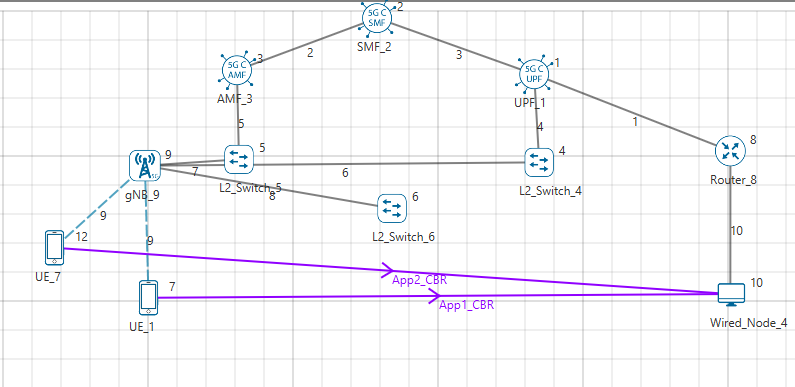 5G C
SMF
2
SMF_2
2
3
3
5G C
AMF
AMF_3
5G C
UPF
1
UPF_1
1
5
4
9
5
4
8
7
6
gNB_9
L2_Switch_5
L2_Switch_4
Router_8
8
6
L2_Switch_6
9
9
12
10
UE_7
App2_CBR
7
10
UE_1
App1_CBR
Wired_Node_4